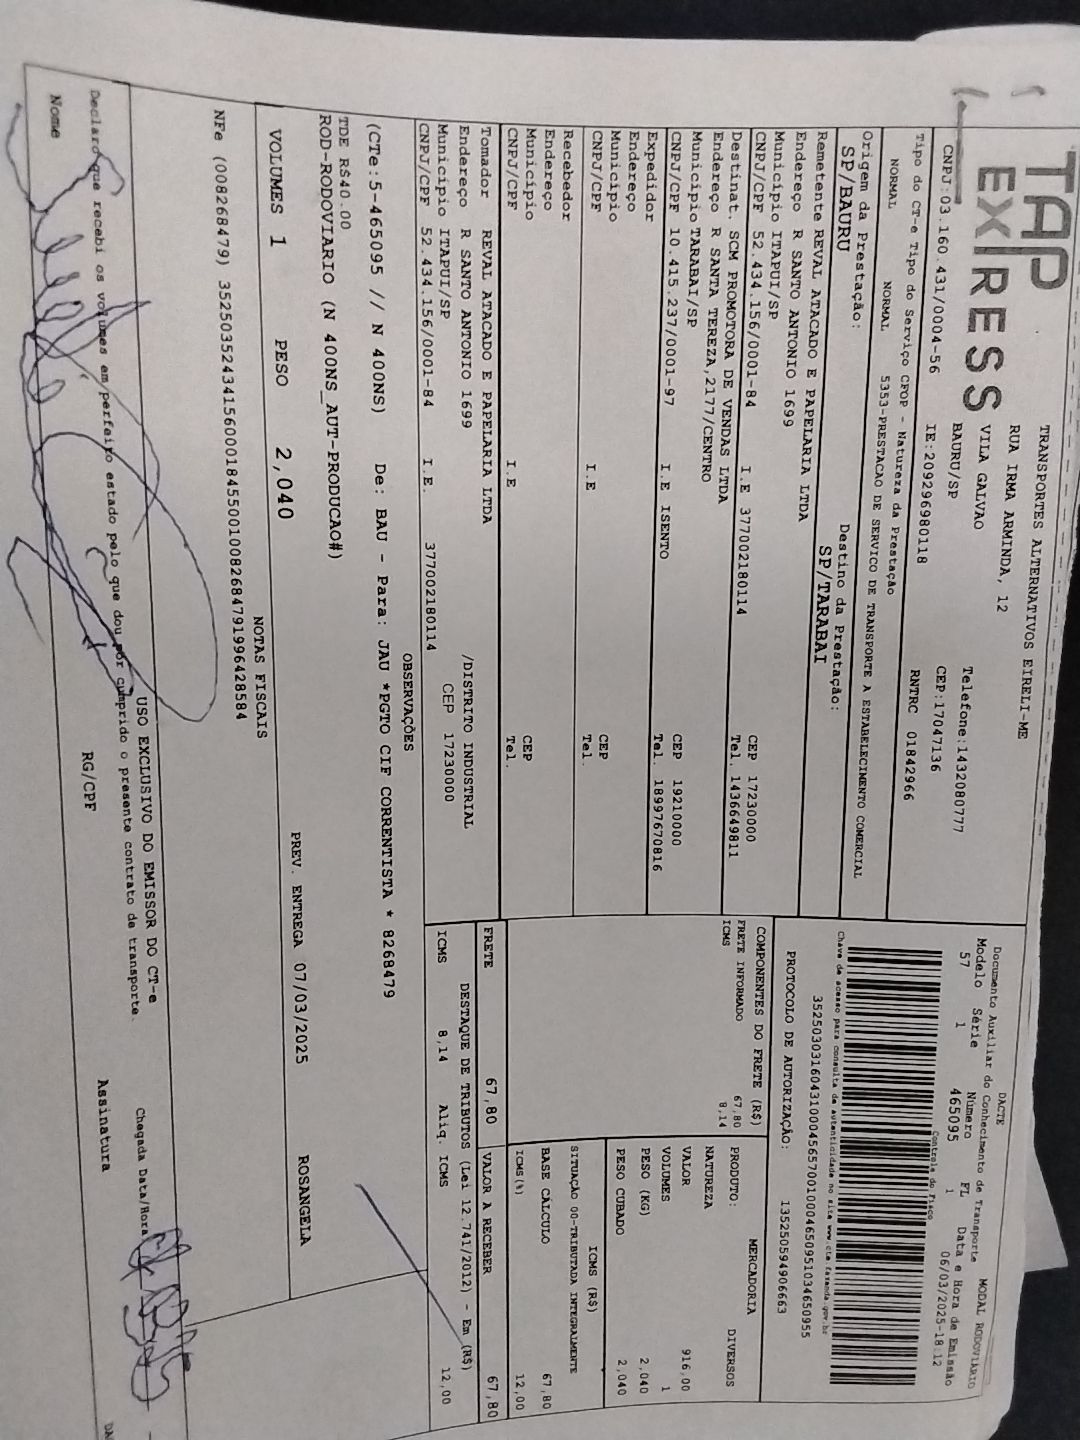 TAP
EXPRESS
TRANSPORTES ALTERNATIVOS EIRELI-ME
RUA IRMA ARMINDA, 12
VILA GALVAO
BAURU/SP
Telefone:1432080777
CEP:17047136
CNPJ:03.160.431/0004-56 IE:209296980118 RNTRC 01842966
Tipo do CT-e Tipo do Serviço CFOP - Natureza da Prestação
NORMAL NORMAL 5353-PRESTACAO DE SERVICO DE TRANSPORTE A ESTABELECIMENTO COMERCIAL
Origem da Prestação: Destino da Prestação:
SP/BAURU SP/TARABAI
Remetente REVAL ATACADO E PAPELARIA LTDA
Endereço R SANTO ANTONIO 1699
Município ITAPUI/SP CEP 17230000
CNPJ/CPF 52.434.156/0001-84 I.E 377002180114 Tel. 1436649811
Destinat. SCM PROMOTORA DE VENDAS LTDA
Endereço R SANTA TEREZA,2177/CENTRO
Município TARABAI/SP CEP 19210000
CNPJ/CPF 10.415.237/0001-97 I.E ISENTO Tel. 18997670816
Expedidor
Endereço
Município CEP
CNPJ/CPF I.E Tel.
Recebedor
Endereço
Município CEP
CNPJ/CPF I.E Tel.
Tomador REVAL ATACADO E PAPELARIA LTDA
Endereço R SANTO ANTONIO 1699 /DISTRITO INDUSTRIAL
Município ITAPUI/SP CEP 17230000
CNPJ/CPF 52.434.156/0001-84 I.E. 377002180114
DACTE MODAL RODOVIÁRIO
Documento Auxiliar do Conhecimento de Transporte
Modelo Série Número FL Data e Hora de Emissão
57 1 465095 1 06/03/2025-18:12
Controle do Fisco
Chave de acesso para consulta de autenticidade no site www.cte.fazenda.gov.br
35250303160431000456570010004650951034650955
PROTOCOLO DE AUTORIZAÇÃO: 135250594906663
COMPONENTES DO FRETE (R$)
FRETE INFORMADO 67,80
ICMS 8,14
PRODUTO: MERCADORIA
NATUREZA DIVERSOS
VALOR 916,00
VOLUMES 1
PESO (KG) 2,040
PESO CUBADO 2,040
ICMS (R$)
SITUAÇÃO 00-TRIBUTADA INTEGRALMENTE
BASE CÁLCULO 67,80
ICMS(%) 12,00
FRETE 67,80 VALOR A RECEBER 67,80
DESTAQUE DE TRIBUTOS (Lei 12.741/2012) - Em (R$)
ICMS 8,14 Aliq. ICMS 12,00
OBSERVAÇÕES
(CTe:5-465095 // N 400NS) De: BAU - Para: JAU *PGTO CIF CORRENTISTA * 8268479
TDE R$40.00
ROD-RODOVIARIO (N 400NS_AUT-PRODUCAO#)
VOLUMES 1 PESO 2,040 PREV. ENTREGA 07/03/2025 ROSANGELA
NOTAS FISCAIS
NFe (008268479) 35250352434156000184550010082684791996428584
USO EXCLUSIVO DO EMISSOR DO CT-e
Declaro que recebi os volumes em perfeito estado pelo que dou por cumprido o presente contrato de transporte.
Chegada Data/Hora
Nome RG/CPF Assinatura